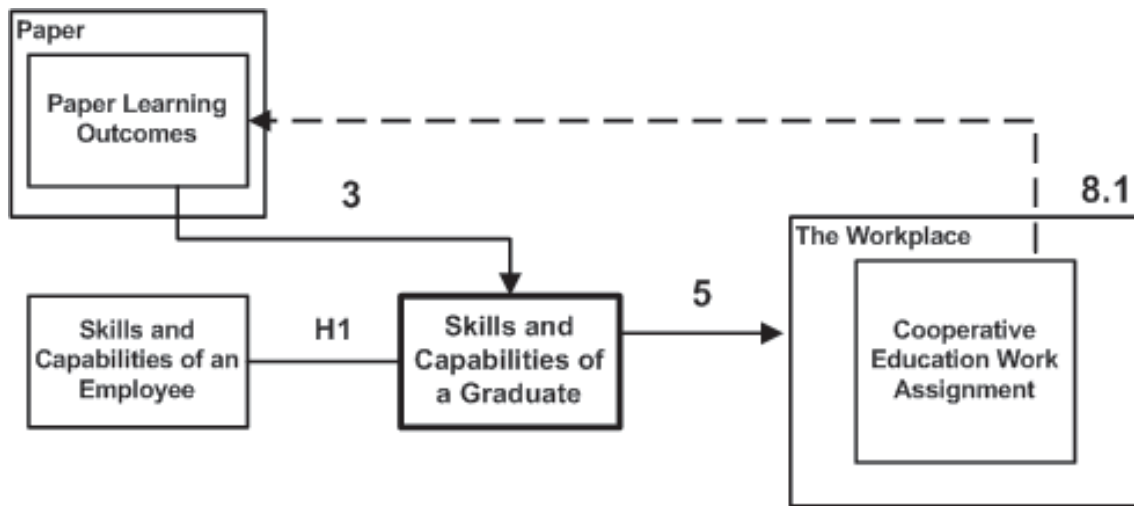 Paper
Paper Learning
Outcomes
3
8.1
The Workplace
Skills and
Capabilities of an
Employee
H1
Skills and
Capabilities of
a Graduate
5
Cooperative
Education Work
Assignment